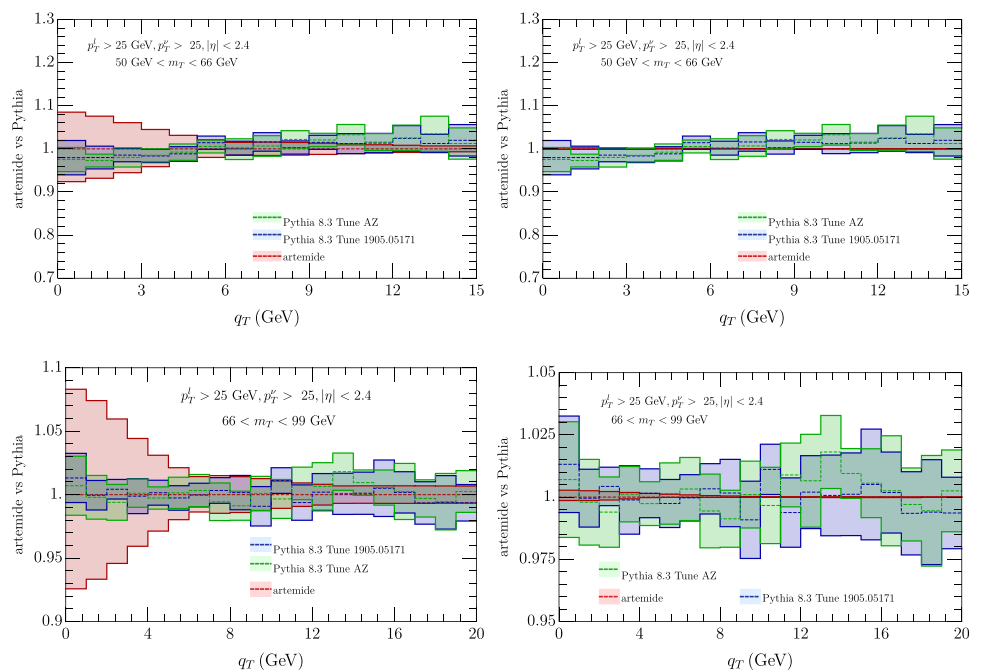 artemide vs Pythia
1.3
1.2
1.1
1
0.9
0.8
0.7
p_T^l > 25 GeV, p_T^ν > 25, |η| < 2.4
50 GeV < m_T < 66 GeV
Pythia 8.3 Tune AZ
Pythia 8.3 Tune 1905.05171
artemide
0 3 6 9 12 15
q_T (GeV)
artemide vs Pythia
1.3
1.2
1.1
1
0.9
0.8
0.7
p_T^l > 25 GeV, p_T^ν > 25, |η| < 2.4
50 GeV < m_T < 66 GeV
Pythia 8.3 Tune AZ
Pythia 8.3 Tune 1905.05171
artemide
0 3 6 9 12 15
q_T (GeV)
artemide vs Pythia
1.1
1.05
1.
0.95
0.9
p_T^l > 25 GeV, p_T^ν > 25, |η| < 2.4
66 < m_T < 99 GeV
Pythia 8.3 Tune 1905.05171
Pythia 8.3 Tune AZ
artemide
0 4 8 12 16 20
q_T (GeV)
artemide vs Pythia
1.05
1.025
1.
0.975
0.95
p_T^l > 25 GeV, p_T^ν > 25, |η| < 2.4
66 < m_T < 99 GeV
Pythia 8.3 Tune AZ
artemide Pythia 8.3 Tune 1905.05171
0 4 8 12 16 20
q_T (GeV)